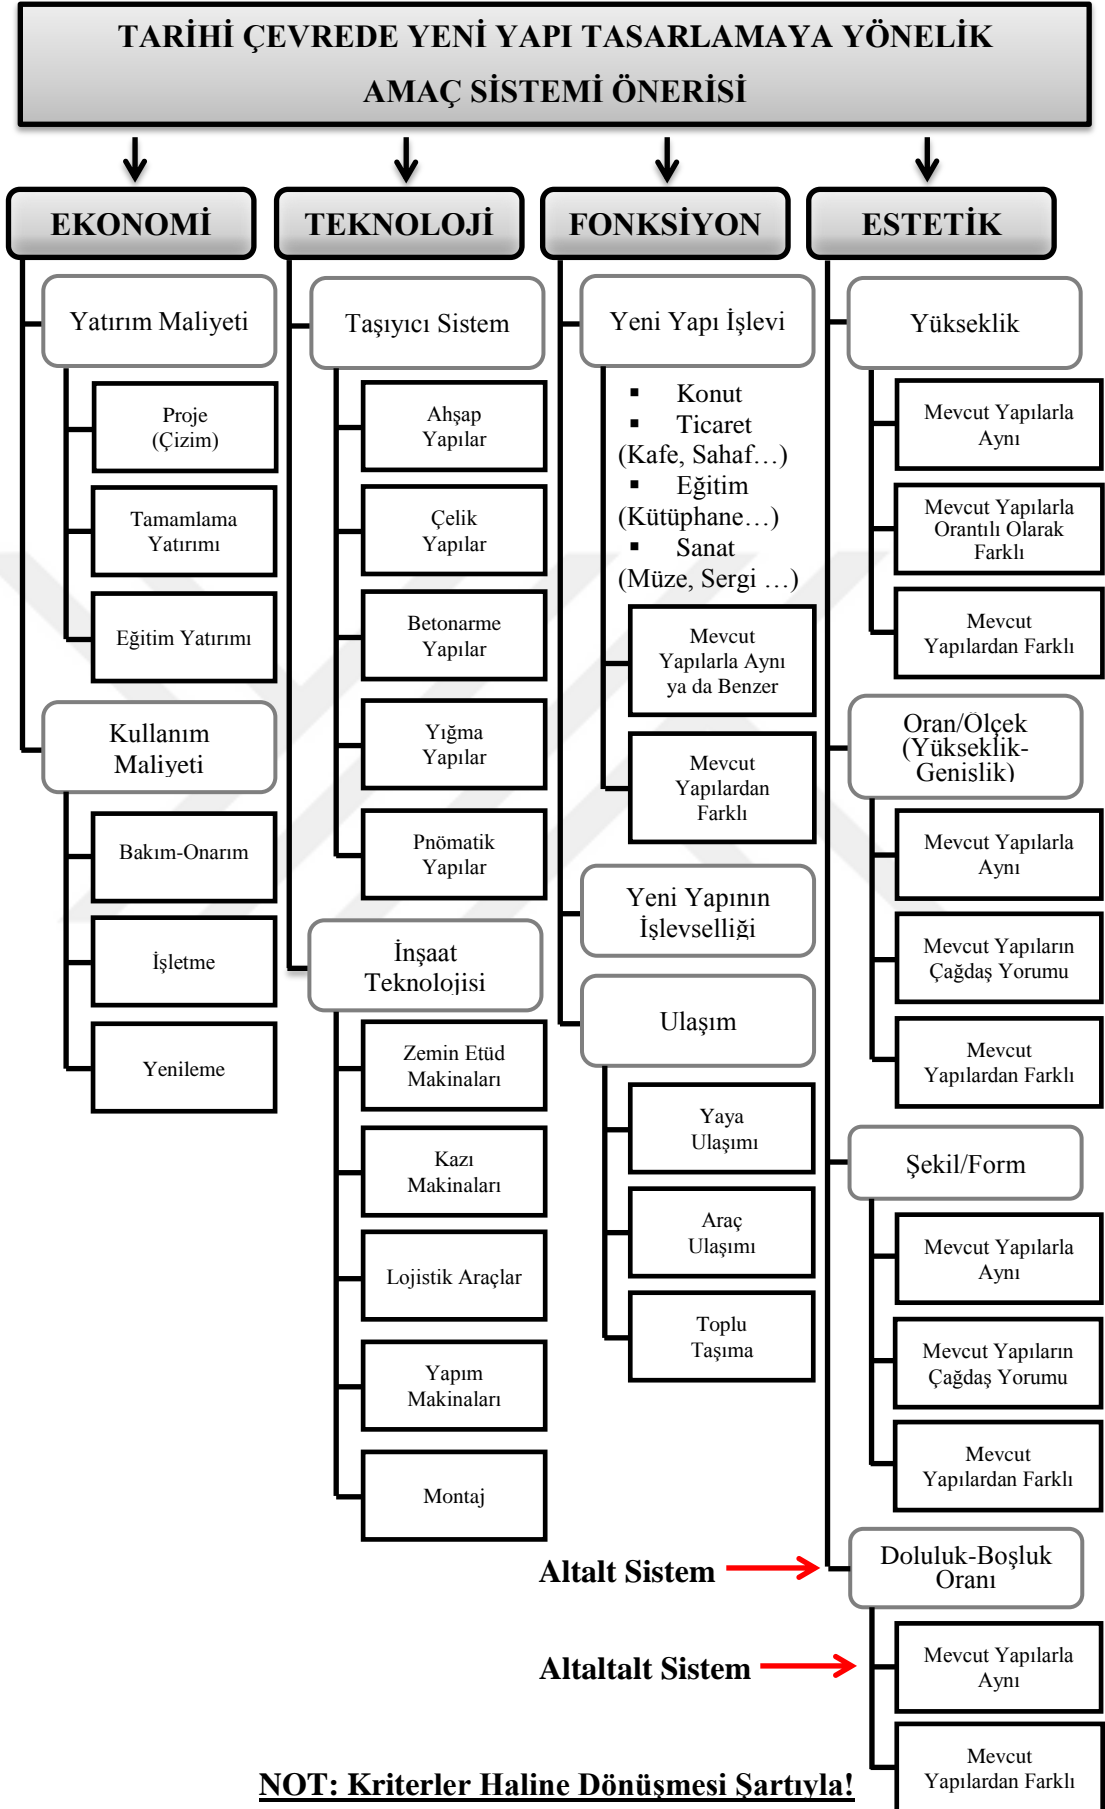 TARİHİ ÇEVREDE YENİ YAPI TASARLAMAYA YÖNELİK
AMAÇ SİSTEMİ ÖNERİSİ
EKONOMİ
Yatırım Maliyeti
Proje
(Çizim)
Tamamlama
Yatırımı
Eğitim Yatırımı
Kullanım
Maliyeti
Bakım-Onarım
İşletme
Yenileme
TEKNOLOJİ
Taşıyıcı Sistem
Ahşap
Yapılar
Çelik
Yapılar
Betonarme
Yapılar
Yığma
Yapılar
Pnömatik
Yapılar
İnşaat
Teknolojisi
Zemin Etüd
Makinaları
Kazı
Makinaları
Lojistik Araçlar
Yapım
Makinaları
Montaj
FONKSİYON
Yeni Yapı İşlevi
▪ Konut
▪ Ticaret
(Kafe, Sahaf…)
▪ Eğitim
(Kütüphane…)
▪ Sanat
(Müze, Sergi …)
Mevcut
Yapılarla Aynı
ya da Benzer
Mevcut
Yapılardan
Farklı
Yeni Yapının
İşlevselliği
Ulaşım
Yaya
Ulaşımı
Araç
Ulaşımı
Toplu
Taşıma
ESTETİK
Yükseklik
Mevcut Yapılarla
Aynı
Mevcut Yapılarla
Orantılı Olarak
Farklı
Mevcut
Yapılardan Farklı
Oran/Ölçek
(Yükseklik-
Genislik)
Mevcut Yapılarla
Aynı
Mevcut Yapıların
Çağdaş Yorumu
Mevcut
Yapılardan Farklı
Şekil/Form
Mevcut Yapılarla
Aynı
Mevcut Yapıların
Çağdaş Yorumu
Mevcut
Yapılardan Farklı
Altalt Sistem
Doluluk-Boşluk
Oranı
Altaltalt Sistem
Mevcut Yapılarla
Aynı
Mevcut
Yapılardan Farklı
NOT: Kriterler Haline Dönüşmesi Şartıyla!